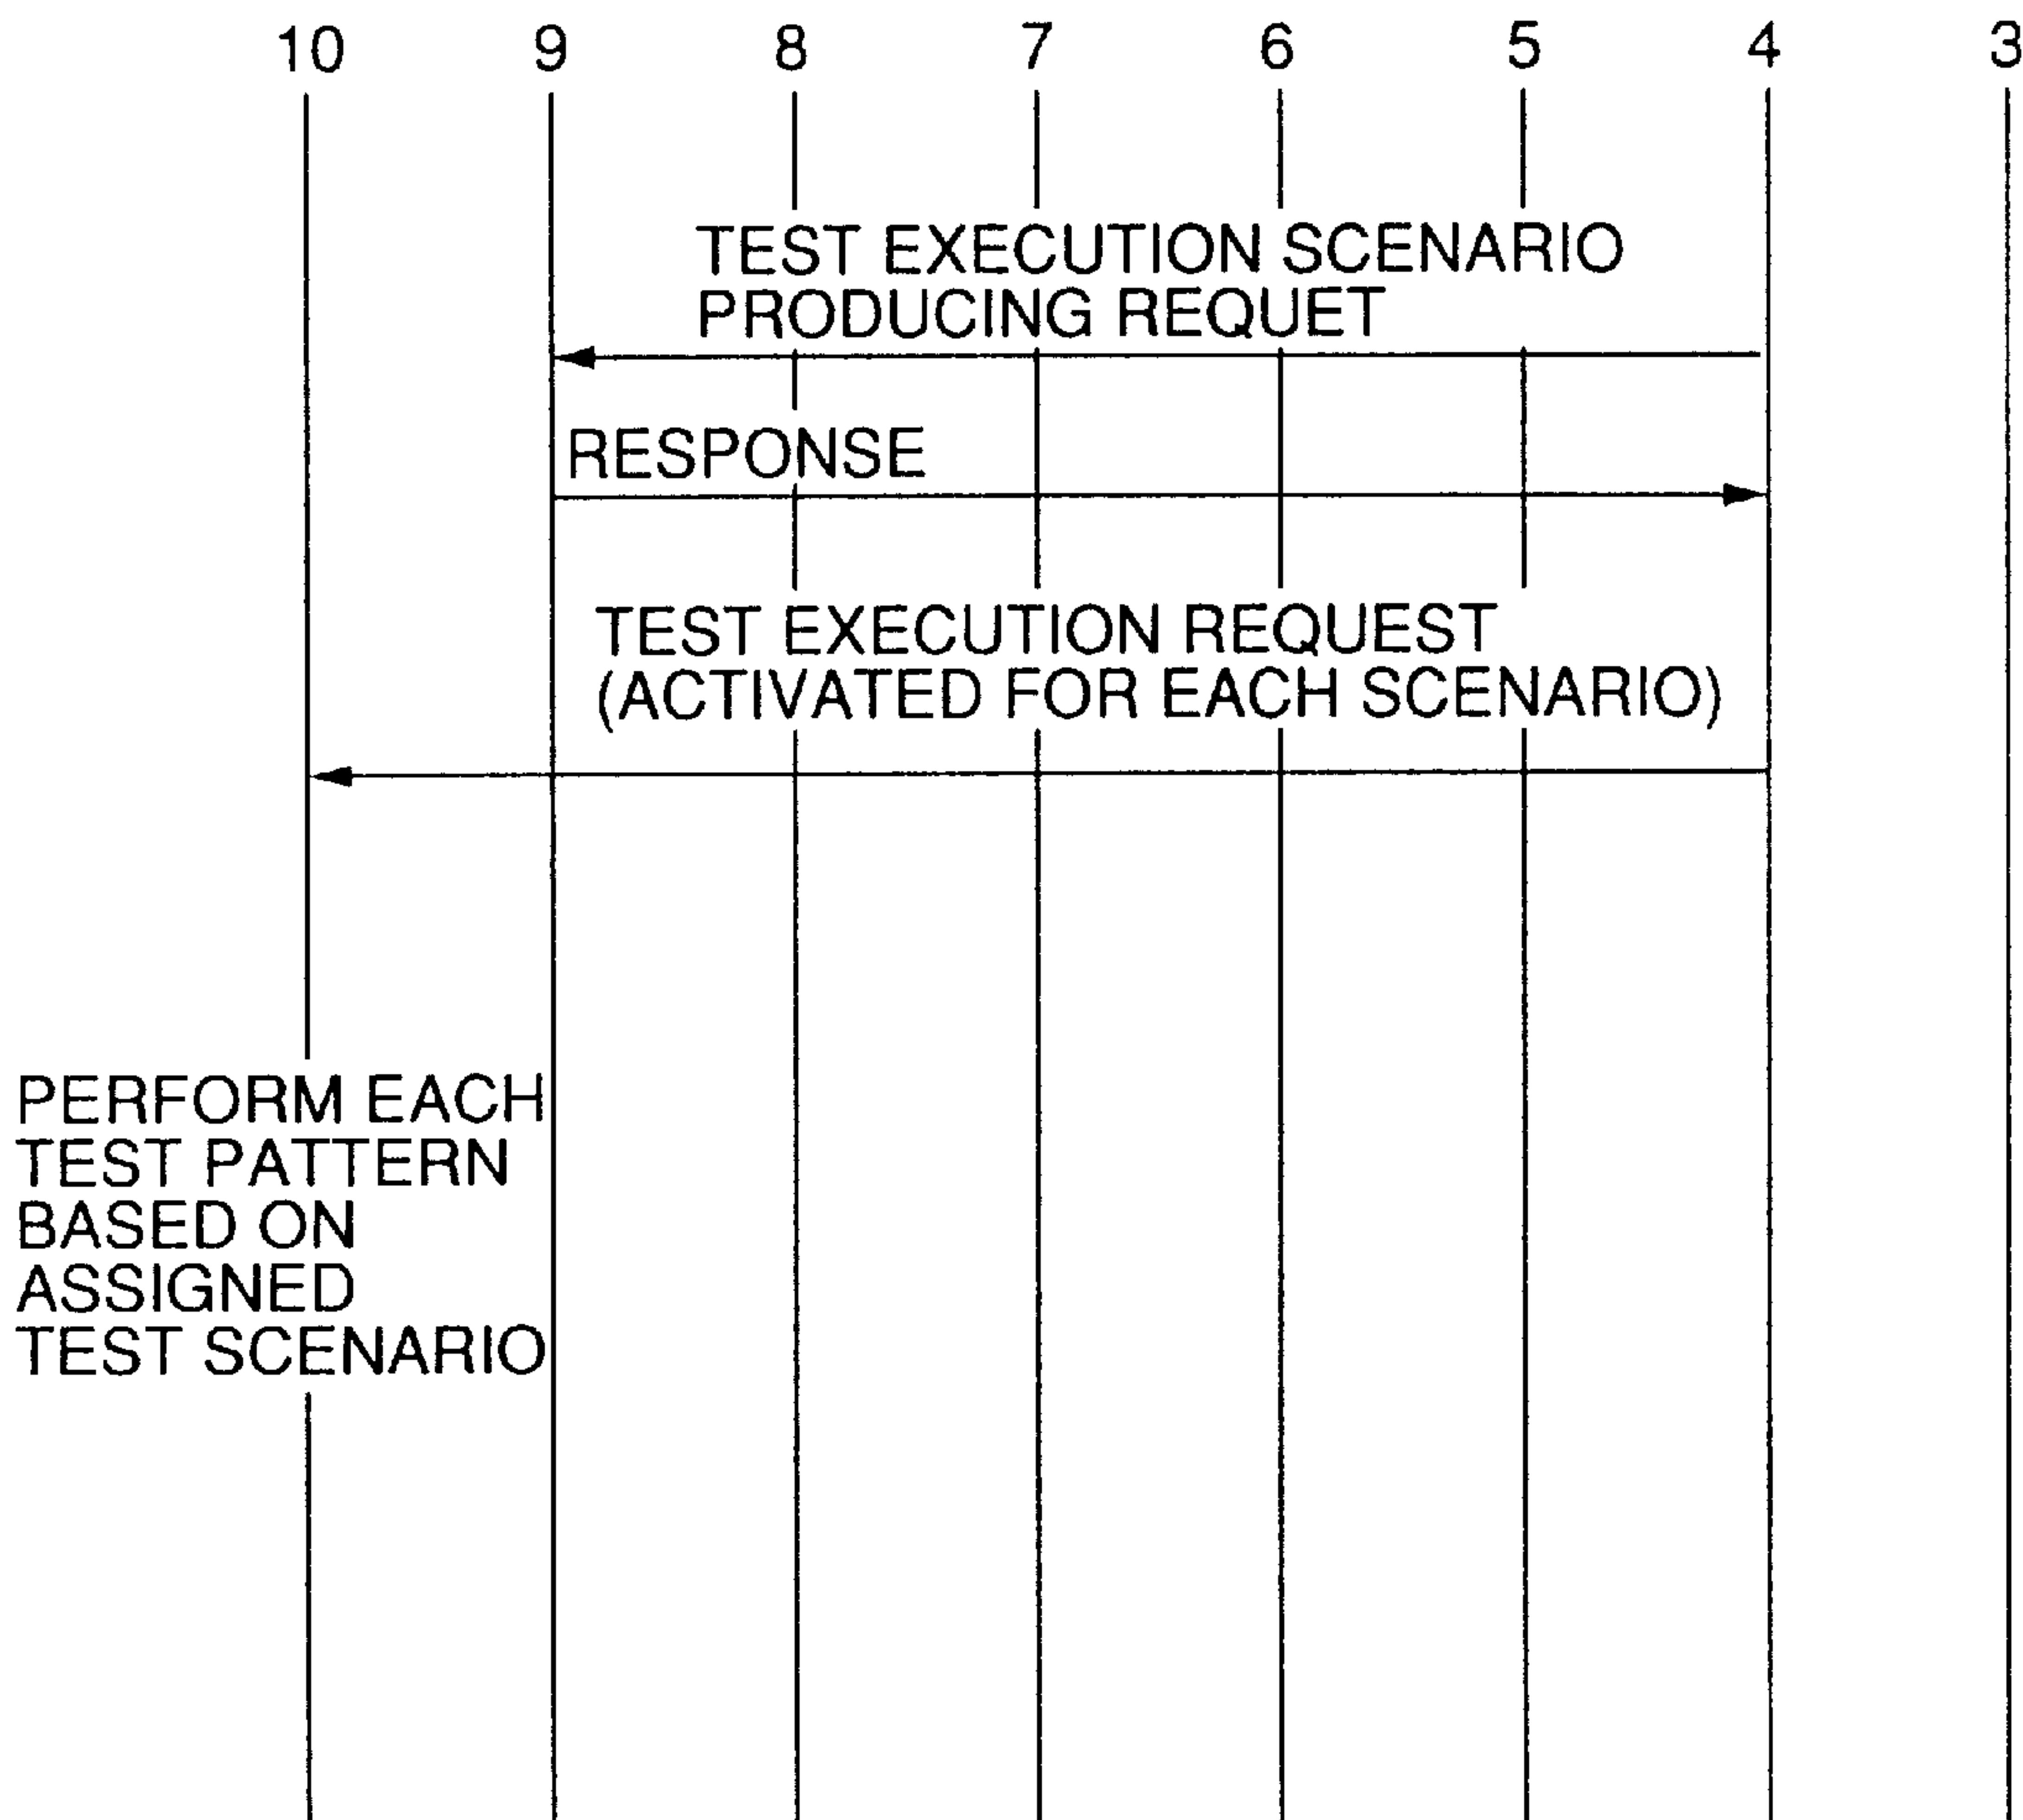 10 9 8 7 6 5 4 3
TEST EXECUTION SCENARIO
PRODUCING REQUET
RESPONSE
TEST EXECUTION REQUEST
(ACTIVATED FOR EACH SCENARIO)
PERFORM EACH
TEST PATTERN
BASED ON
ASSIGNED
TEST SCENARIO